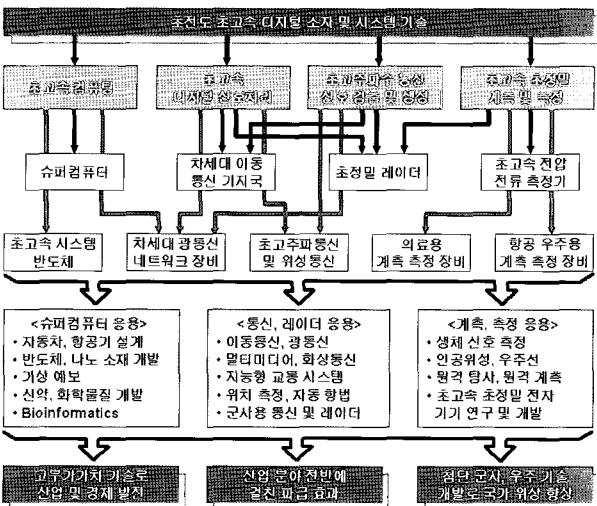 초전도 초고속 디지털 소자 및 시스템 기술
초고속 컴퓨팅
초고속
디지털 신호처리
초고주파수 통신
신호 검출 및 생성
초고속 초정밀
계측 및 측정
슈퍼컴퓨터
차세대 이동
통신 기지국
초정밀 레이더
초고속 전압
전류 측정기
초고속 시스템
반도체
차세대 광통신
네트워크 장비
초고주파통신
및 위성통신
의료용
계측 측정 장비
항공 우주용
계측 측정 장비
<슈퍼컴퓨터 응용>
• 자동차, 항공기 설계
• 반도체, 나노 소재 개발
• 기상 예보
• 신약, 화학물질 개발
• Bioinformatics
<통신, 레이더 응용>
• 이동통신, 광통신
• 멀티미디어, 화상통신
• 지능형 교통 시스템
• 위치 측정, 자동 항법
• 군사용 통신 및 레이더
<계측, 측정 응용>
• 생체 신호 측정
• 인공위성, 우주선
• 원격 탐사, 원격 계측
• 초고속 초정밀 전자
기기 연구 및 개발
고부가가치 기술로
산업 및 경제 발전
산업 분야 전반에
걸친 파급 효과
첨단 군사, 우주 기술
개발로 국가 위상 향상